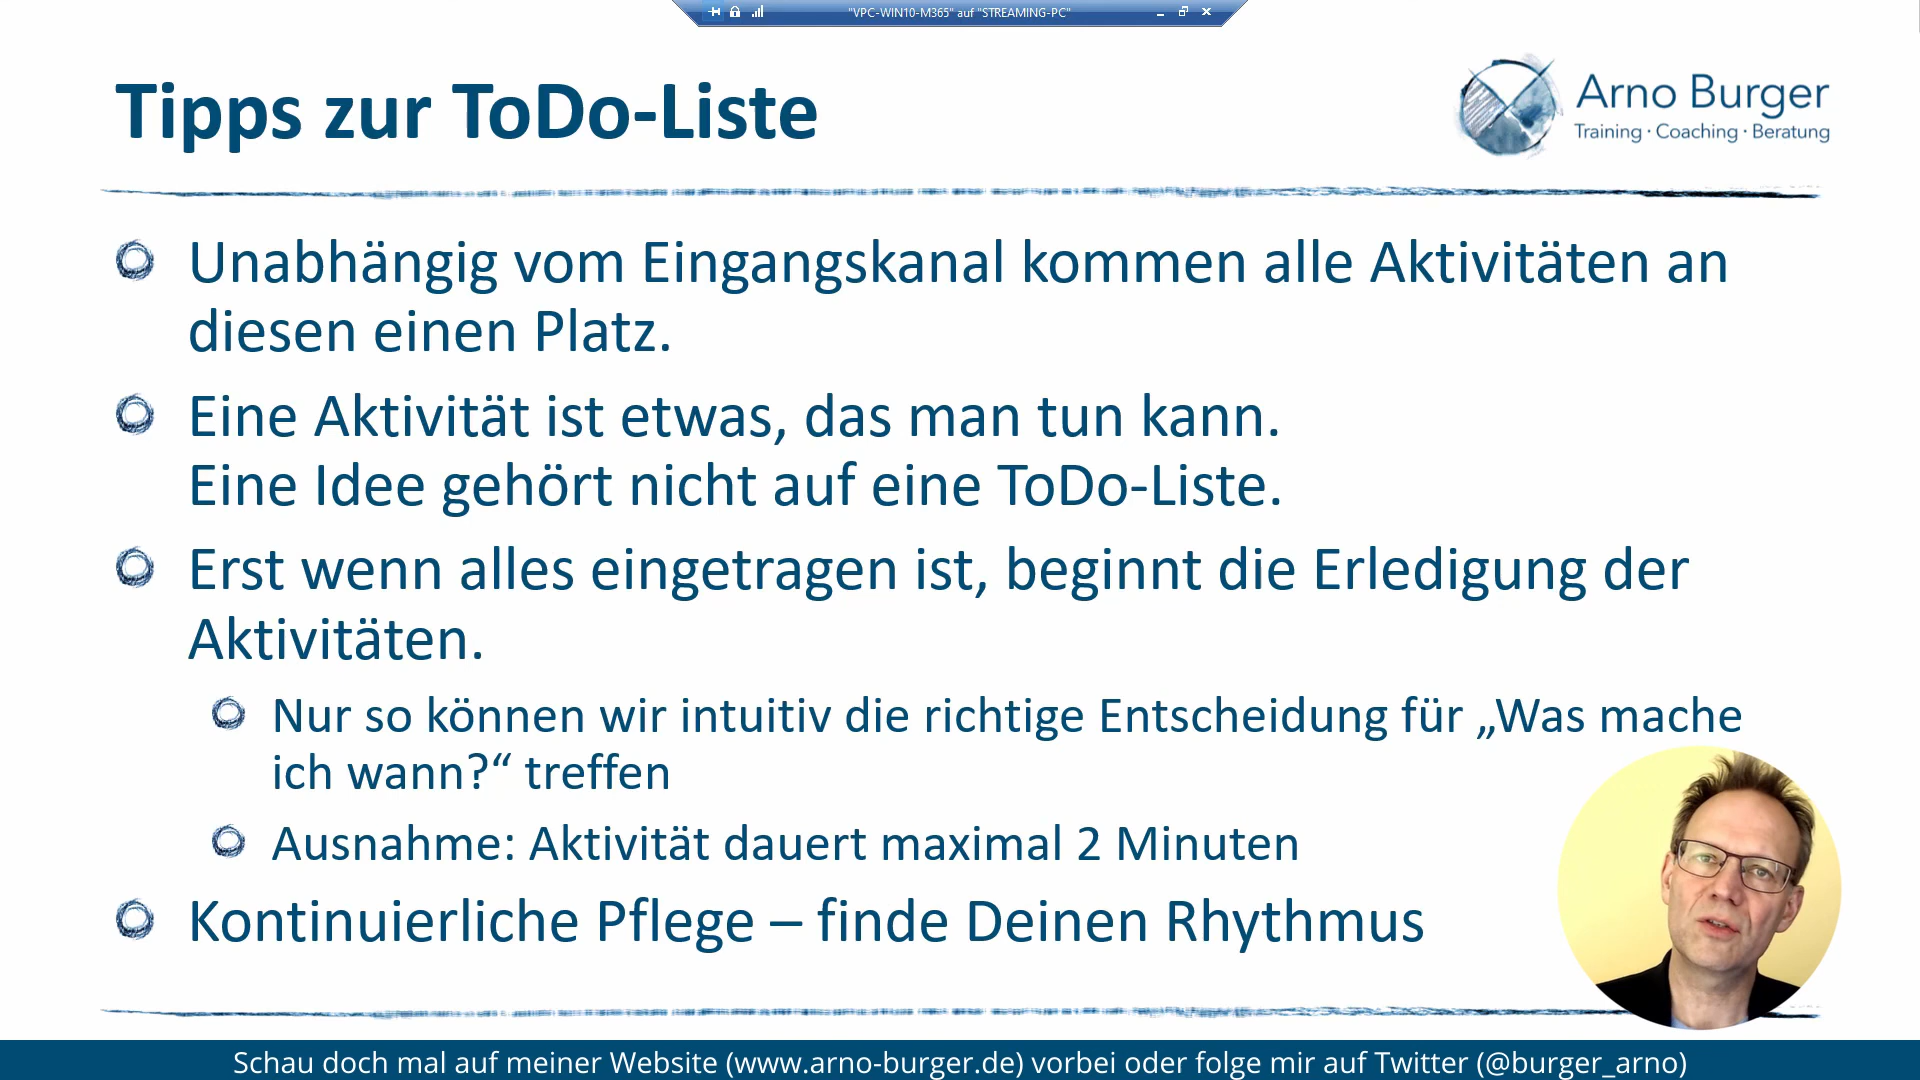 "VPC-WIN10-M365" auf "STREAMING-PC"
Tipps zur ToDo-Liste
Arno Burger
Training · Coaching · Beratung
Unabhängig vom Eingangskanal kommen alle Aktivitäten an
diesen einen Platz.
Eine Aktivität ist etwas, das man tun kann.
Eine Idee gehört nicht auf eine ToDo-Liste.
Erst wenn alles eingetragen ist, beginnt die Erledigung der
Aktivitäten.
Nur so können wir intuitiv die richtige Entscheidung für „Was mache
ich wann?“ treffen
Ausnahme: Aktivität dauert maximal 2 Minuten
Kontinuierliche Pflege – finde Deinen Rhythmus
Schau doch mal auf meiner Website (www.arno-burger.de) vorbei oder folge mir auf Twitter (@burger_arno)